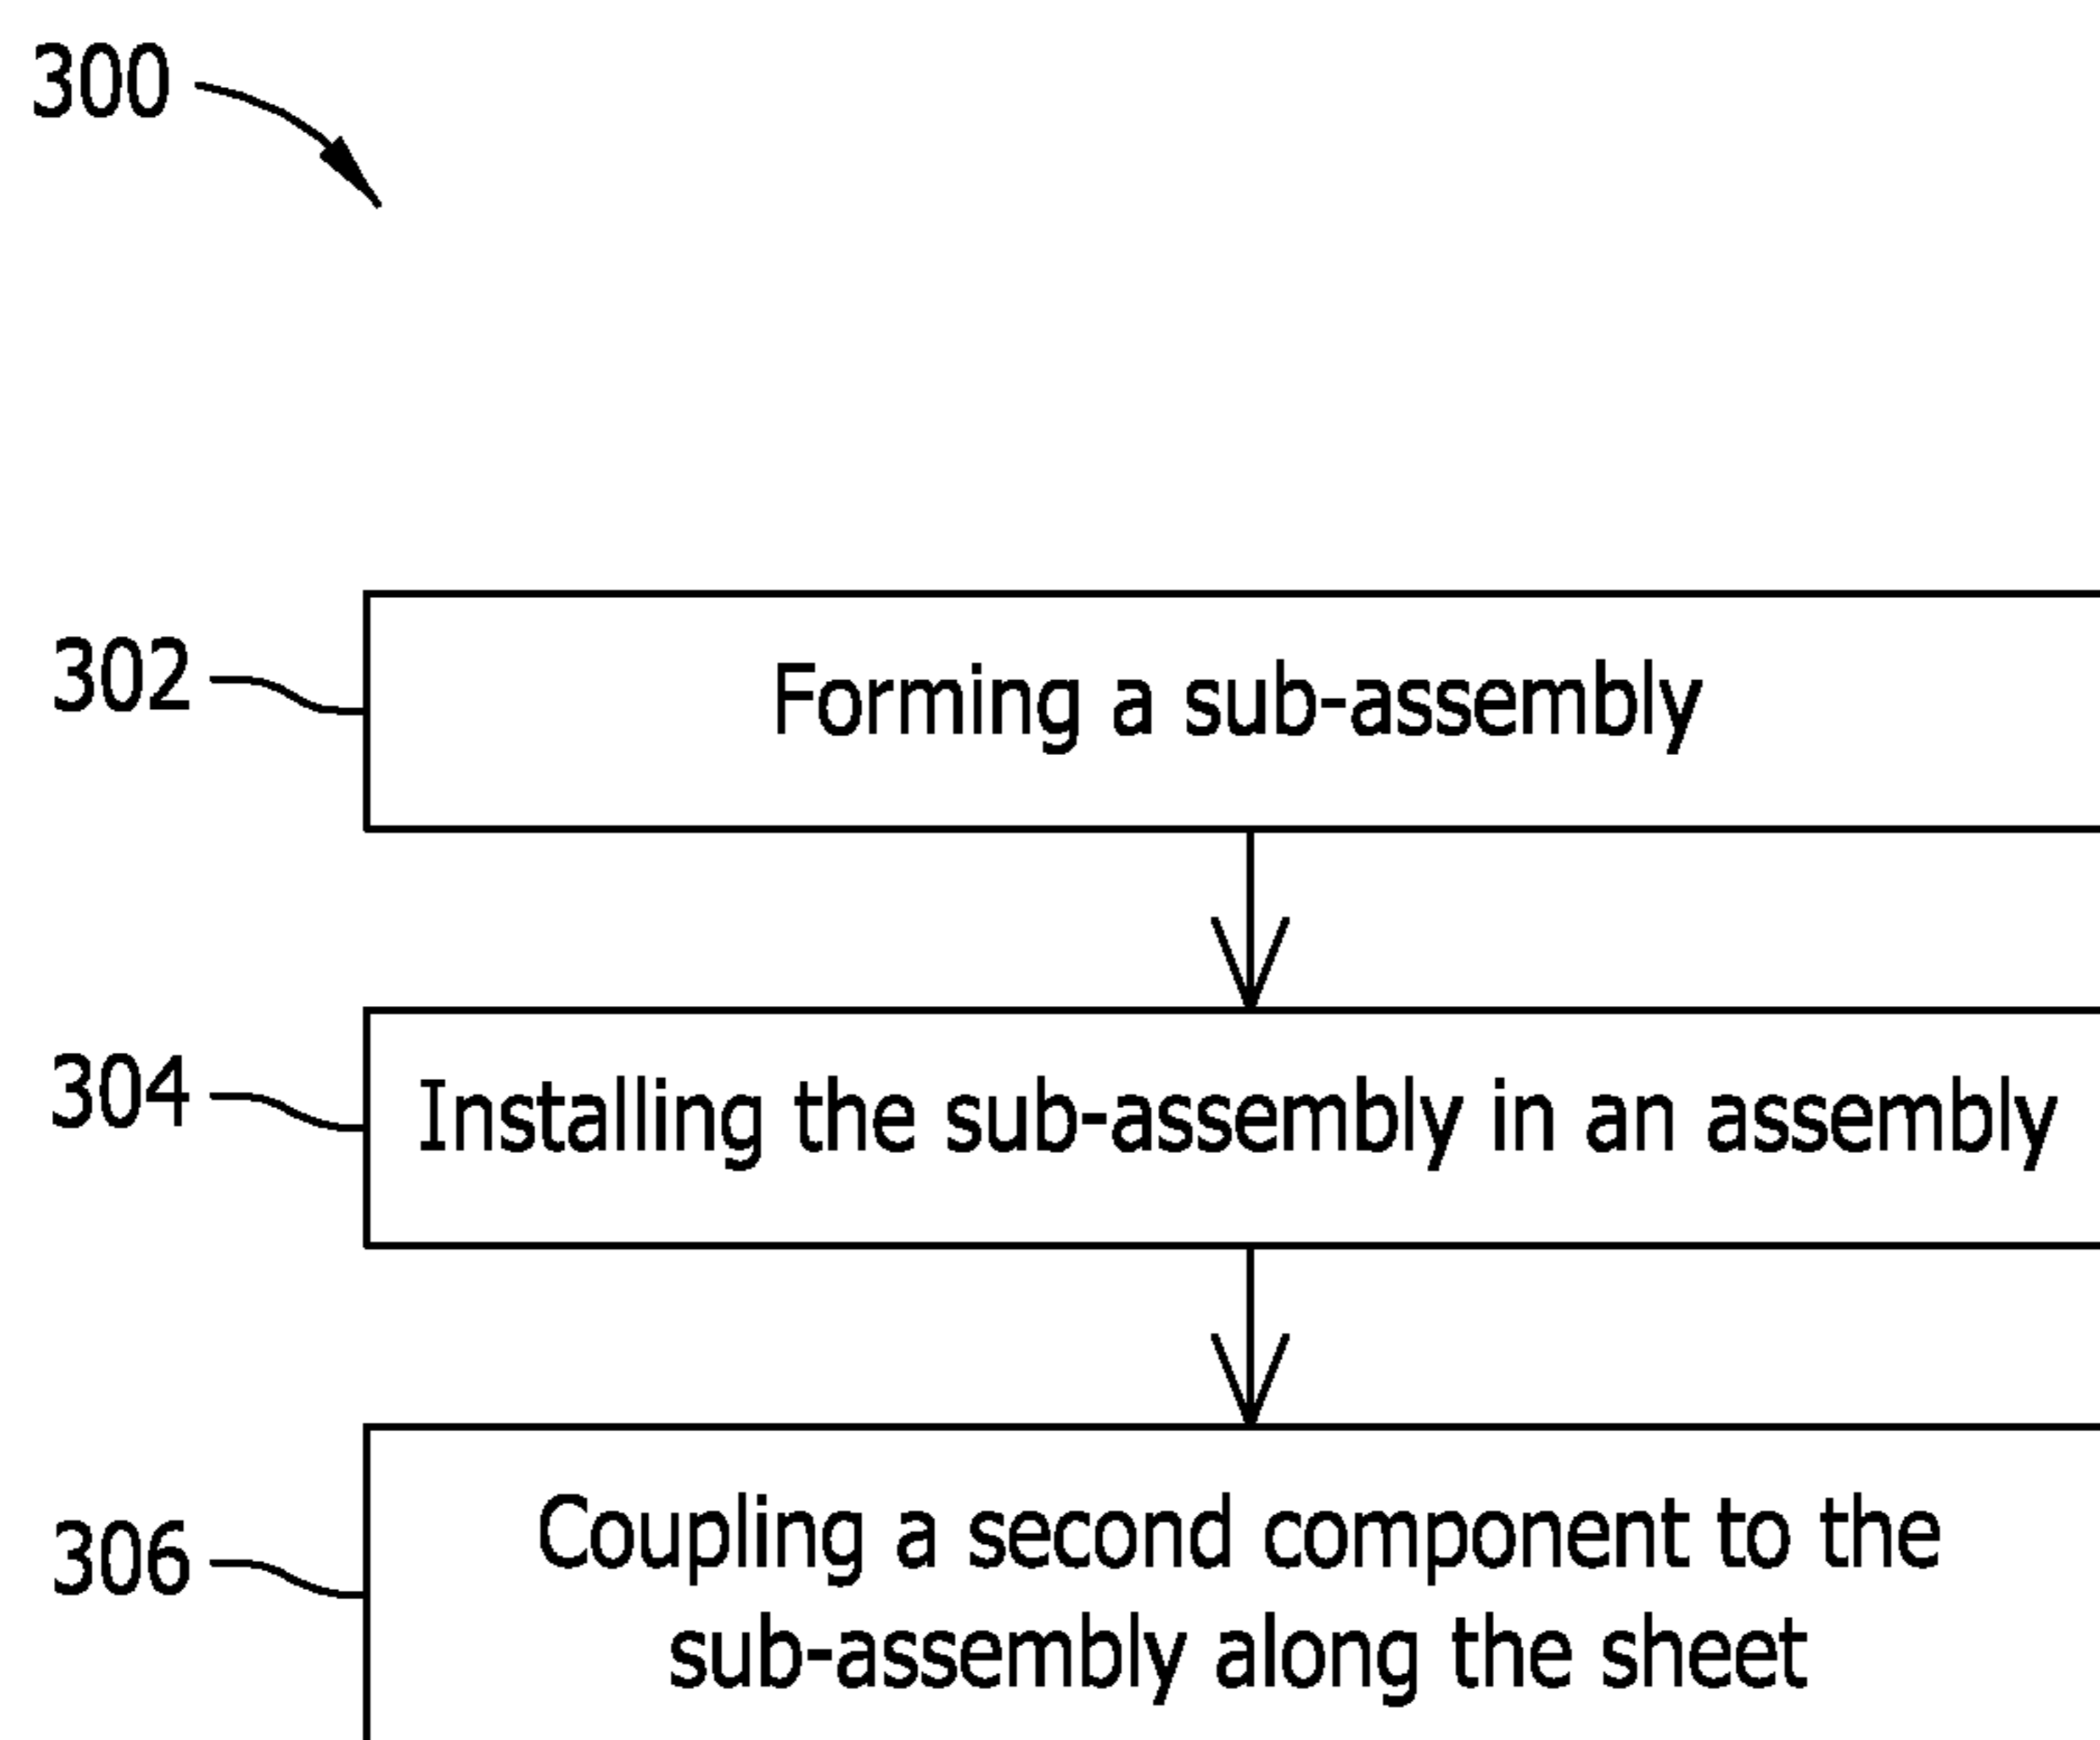 300
302
Forming a sub-assembly
304
Installing the sub-assembly in an assembly
306
Coupling a second component to the
sub-assembly along the sheet